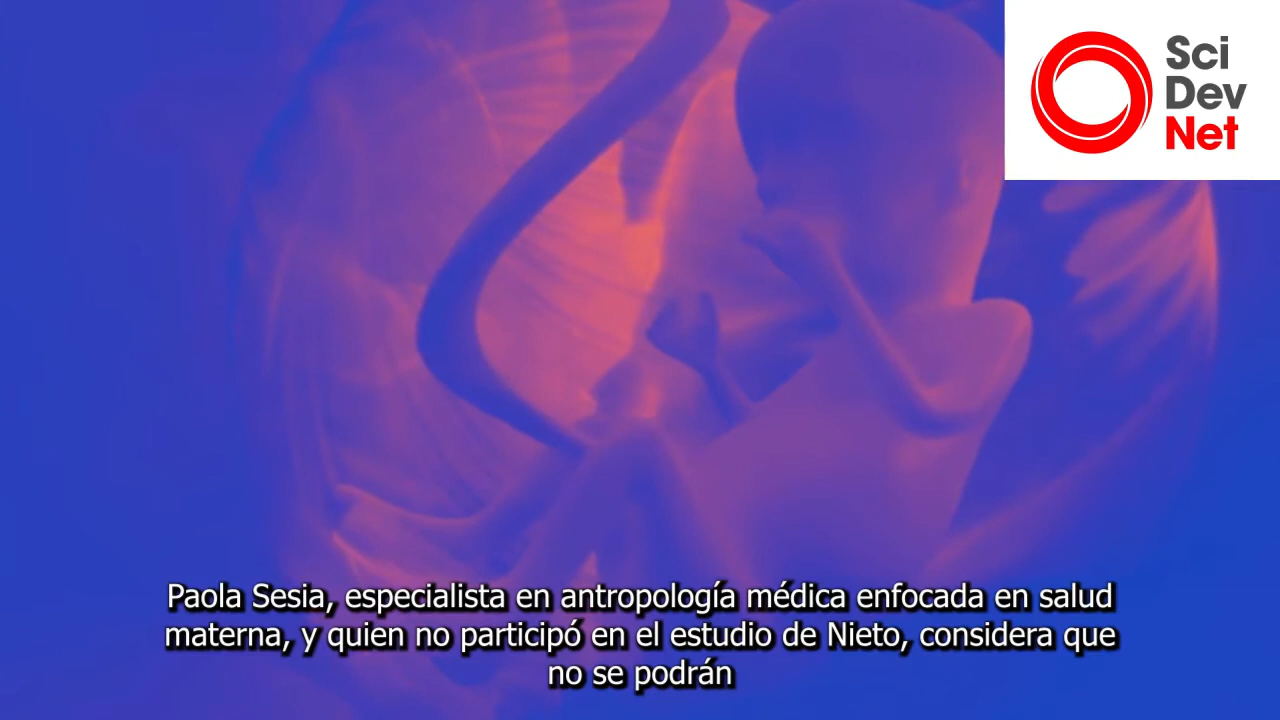 Sci
Dev
Net
Paola Sesia, especialista en antropología médica enfocada en salud
materna, y quien no participó en el estudio de Nieto, considera que
no se podrán